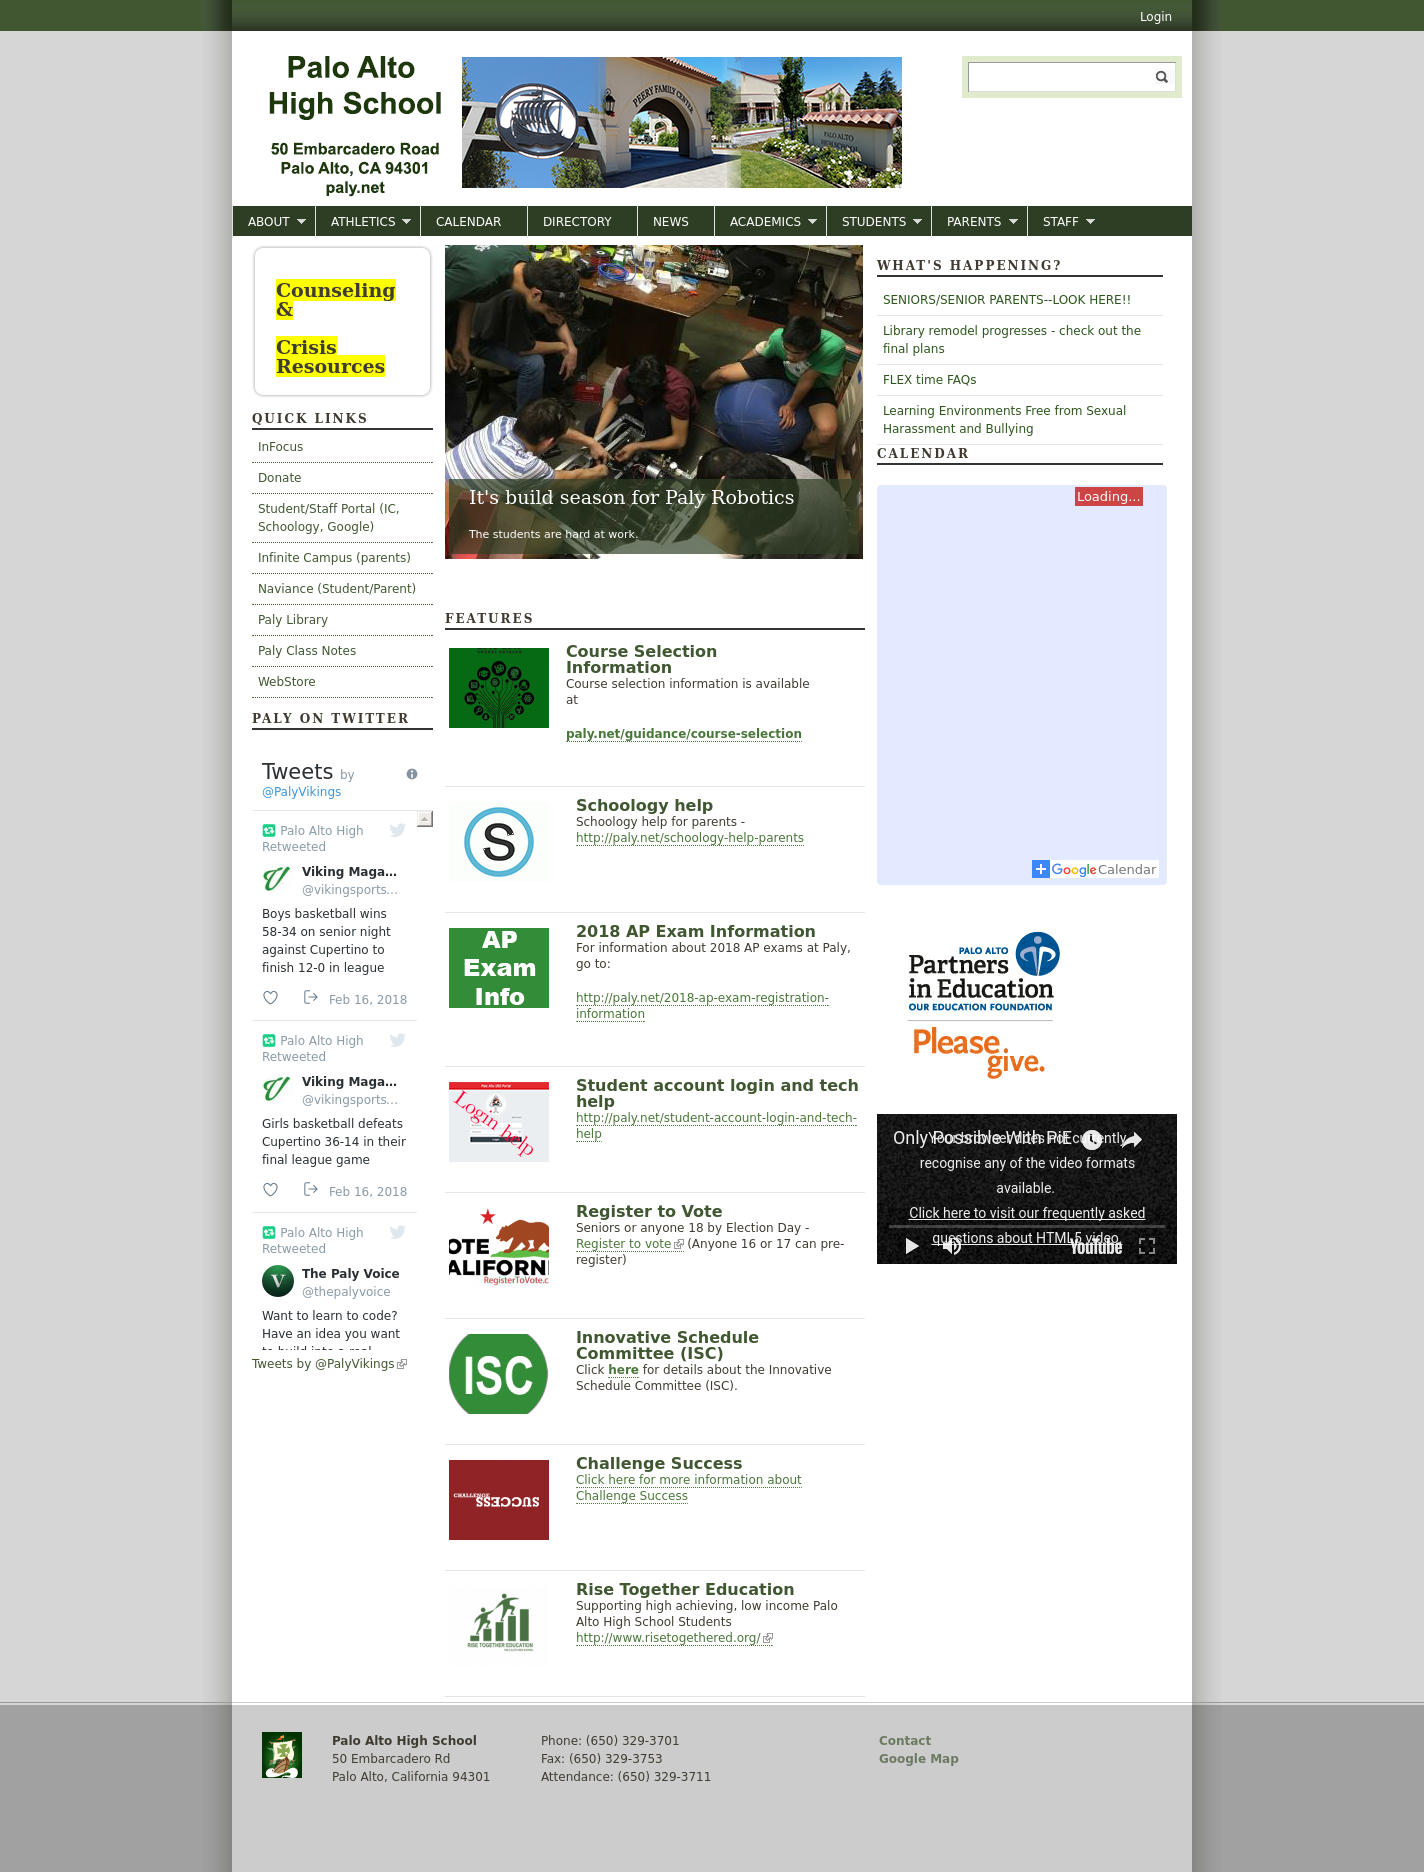 Login
Palo Alto
High School
50 Embarcadero Road
Palo Alto, CA 94301
paly.net
PEERY FAMILY CENTER
PALO ALTO
HIGH SCHOOL
ABOUT
ATHLETICS
CALENDAR
DIRECTORY
NEWS
ACADEMICS
STUDENTS
PARENTS
STAFF
Counseling
&
Crisis
Resources
QUICK LINKS
InFocus
Donate
Student/Staff Portal (IC,
Schoology, Google)
Infinite Campus (parents)
Naviance (Student/Parent)
Paly Library
Paly Class Notes
WebStore
PALY ON TWITTER
Tweets by
@PalyVikings
Palo Alto High
Retweeted
Viking Maga...
@vikingsports...
Boys basketball wins
58-34 on senior night
against Cupertino to
finish 12-0 in league
Feb 16, 2018
Palo Alto High
Retweeted
Viking Maga...
@vikingsports...
Girls basketball defeats
Cupertino 36-14 in their
final league game
Feb 16, 2018
Palo Alto High
Retweeted
V
The Paly Voice
@thepalyvoice
Want to learn to code?
Have an idea you want
to build into a real
Tweets by @PalyVikings
It's build season for Paly Robotics
The students are hard at work.
FEATURES
Course Selection
Information
Course selection information is available
at
paly.net/guidance/course-selection
S
Schoology help
Schoology help for parents -
http://paly.net/schoology-help-parents
AP
Exam
Info
2018 AP Exam Information
For information about 2018 AP exams at Paly,
go to:
http://paly.net/2018-ap-exam-registration-
information
Login help
Student account login and tech
help
http://paly.net/student-account-login-and-tech-
help
OTE
ALIFORN
RegisterToVote.c
Register to Vote
Seniors or anyone 18 by Election Day -
Register to vote (Anyone 16 or 17 can pre-
register)
ISC
Innovative Schedule
Committee (ISC)
Click here for details about the Innovative
Schedule Committee (ISC).
CHALLENGE
SUCCESS
Challenge Success
Click here for more information about
Challenge Success
RISE TOGETHER EDUCATION
Rise Together Education
Supporting high achieving, low income Palo
Alto High School Students
http://www.risetogethered.org/
WHAT'S HAPPENING?
SENIORS/SENIOR PARENTS--LOOK HERE!!
Library remodel progresses - check out the
final plans
FLEX time FAQs
Learning Environments Free from Sexual
Harassment and Bullying
CALENDAR
Loading...
Google Calendar
PALO ALTO
Partners
in Education
OUR EDUCATION FOUNDATION
Please
give.
Only Possible With PiE
Your browser does not currently
recognise any of the video formats
available.
Click here to visit our frequently asked
questions about HTML5 video.
YouTube
Palo Alto High School
50 Embarcadero Rd
Palo Alto, California 94301
Phone: (650) 329-3701
Fax: (650) 329-3753
Attendance: (650) 329-3711
Contact
Google Map